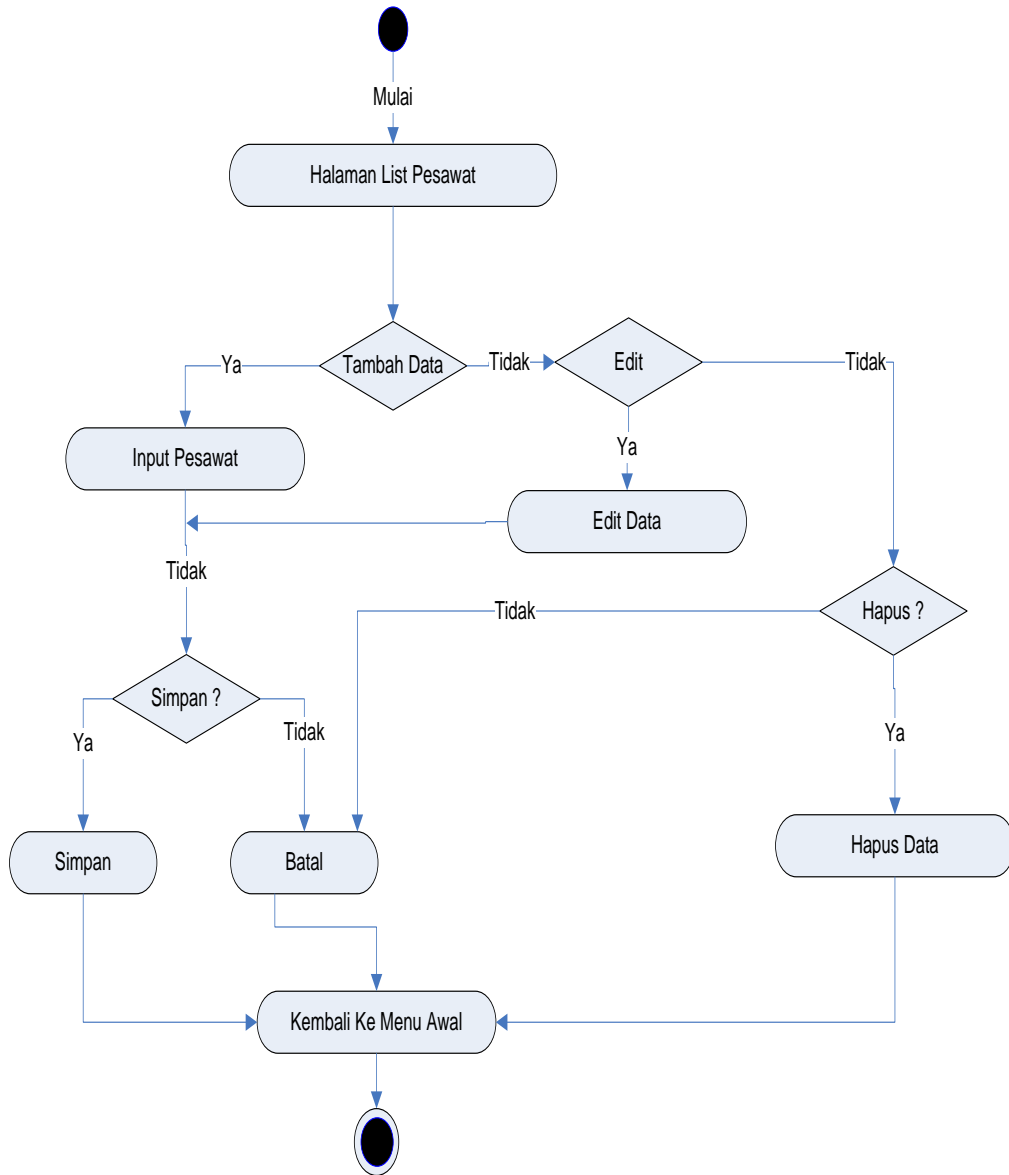 Mulai
Halaman List Pesawat
Tambah Data
Ya
Tidak
Edit
Tidak
Ya
Input Pesawat
Edit Data
Tidak
Tidak
Hapus ?
Simpan ?
Ya
Tidak
Ya
Simpan
Batal
Hapus Data
Kembali Ke Menu Awal